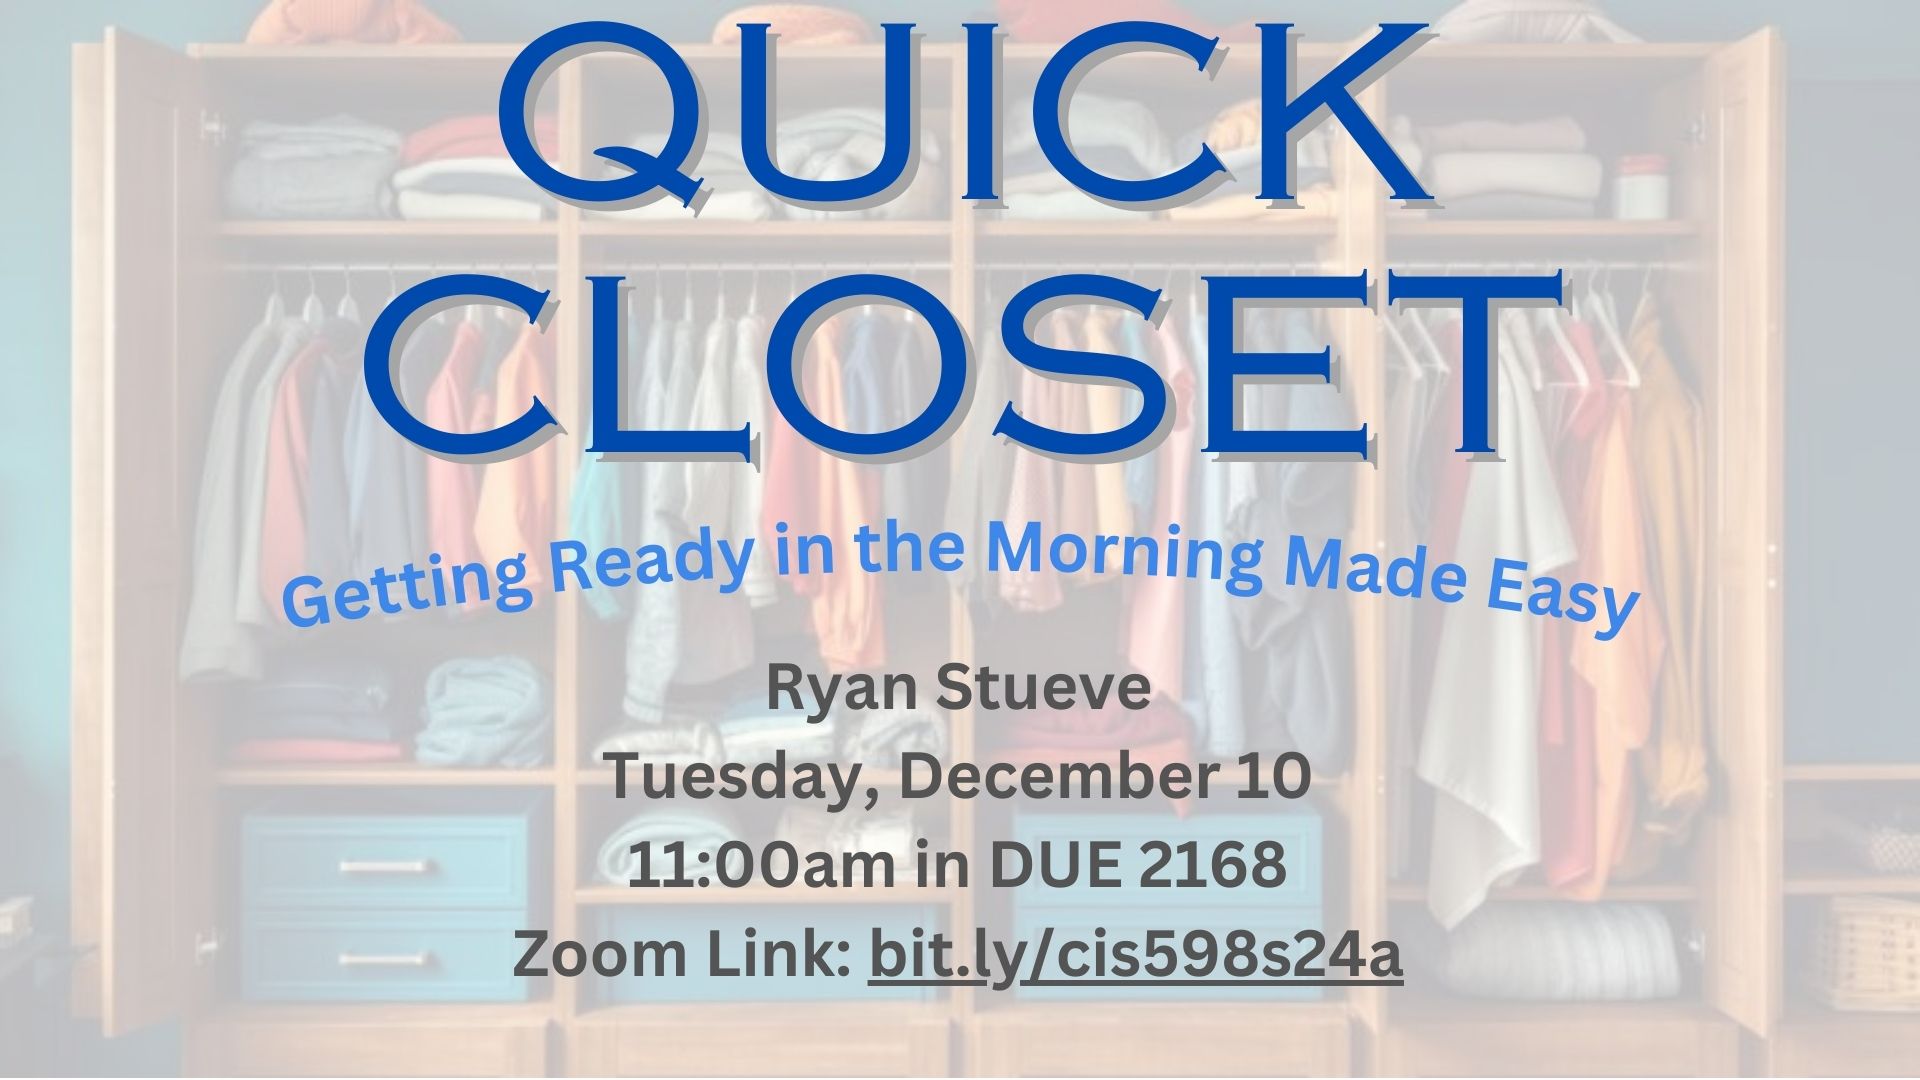 QUICK
CLOSET
Getting Ready in the Morning Made Easy
Ryan Stueve
Tuesday, December 10
11:00am in DUE 2168
Zoom Link: bit.ly/cis598s24a